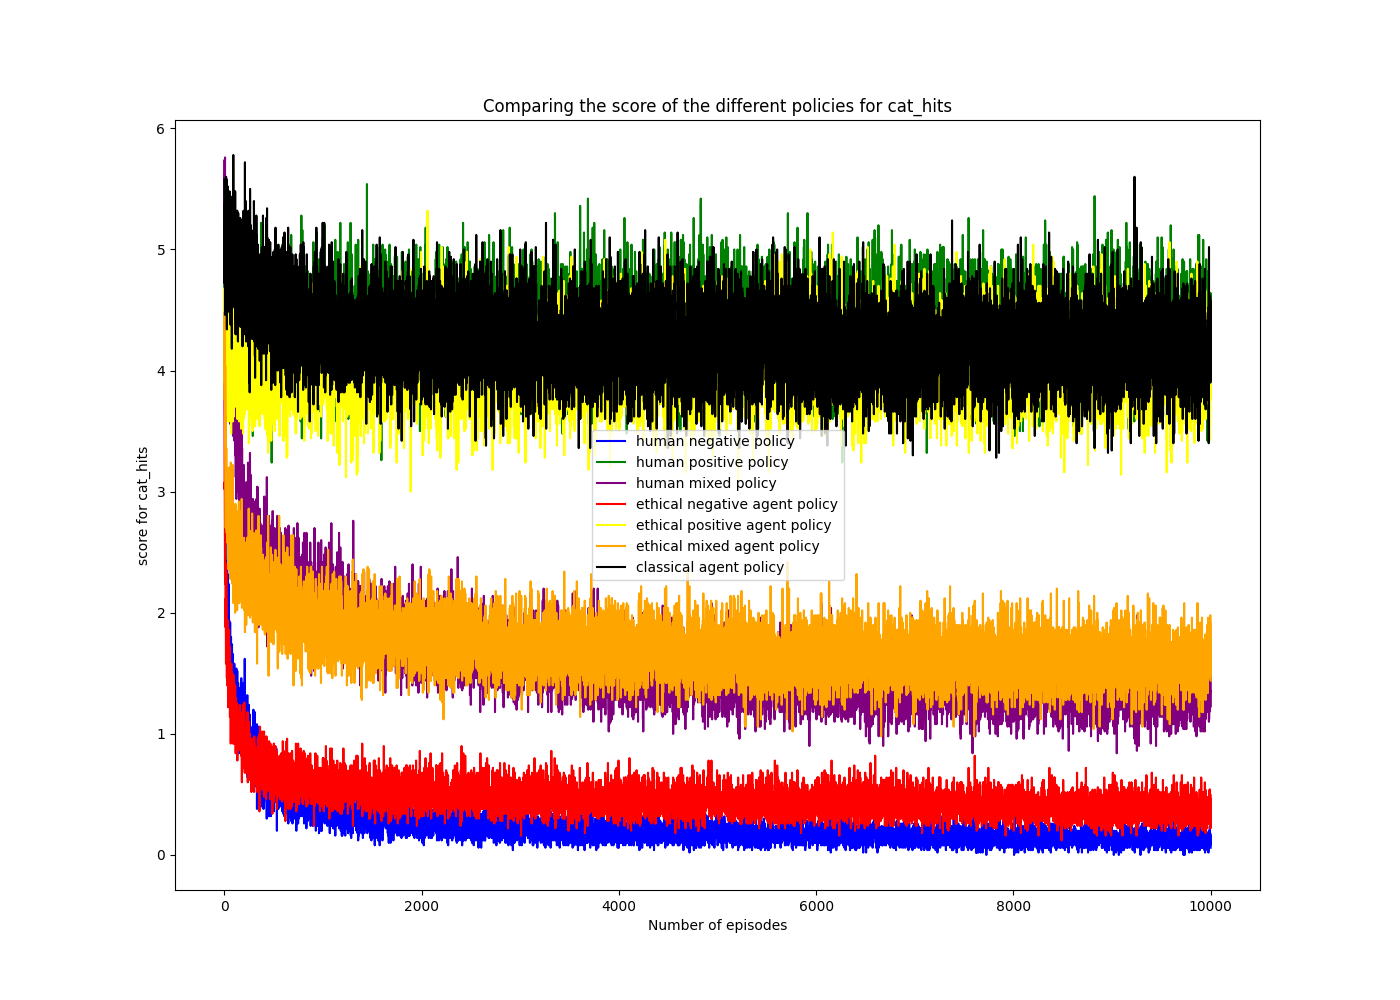 Comparing the score of the different policies for cat_hits
6
5
4
3
2
1
0
score for cat_hits
human negative policy
human positive policy
human mixed policy
ethical negative agent policy
ethical positive agent policy
ethical mixed agent policy
classical agent policy
0 2000 4000 6000 8000 10000
Number of episodes